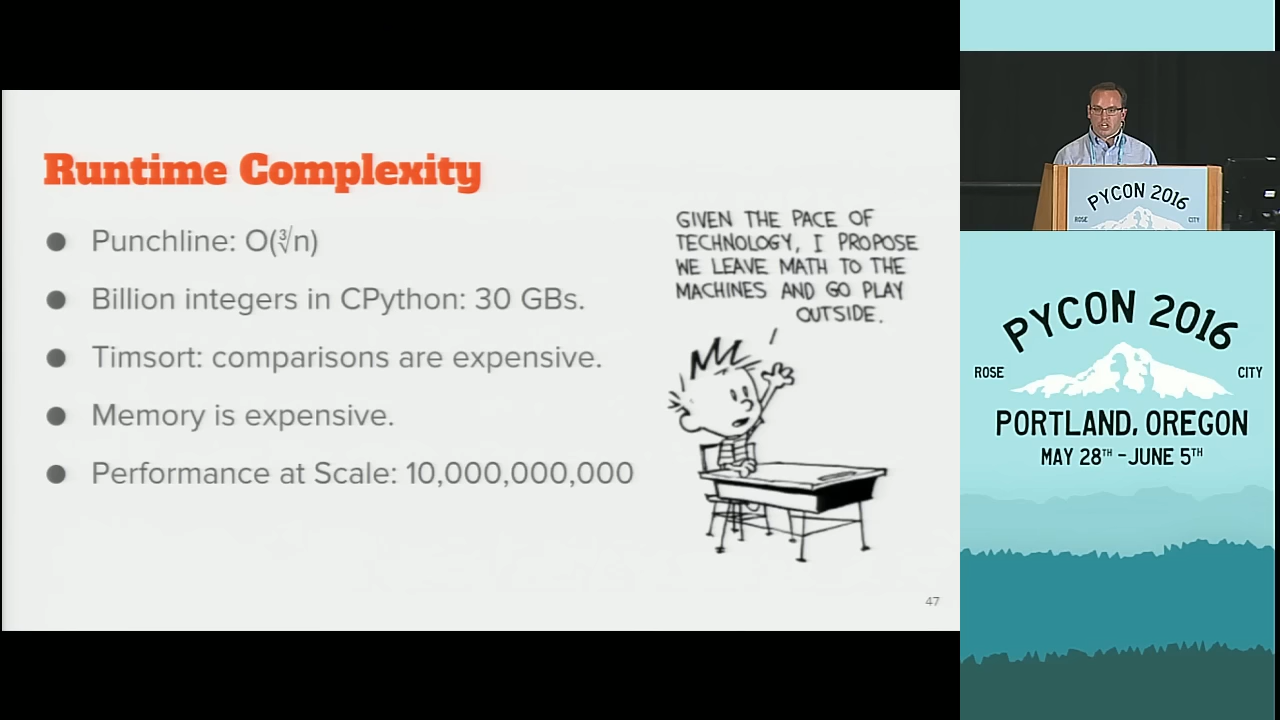 Runtime Complexity
● Punchline: O(∛n)
● Billion integers in CPython: 30 GBs.
● Timsort: comparisons are expensive.
● Memory is expensive.
● Performance at Scale: 10,000,000,000
GIVEN THE PACE OF
TECHNOLOGY, I PROPOSE
WE LEAVE MATH TO THE
MACHINES AND GO PLAY
OUTSIDE.
47
PYCON 2016
ROSE CITY
PYCON 2016
ROSE CITY
PORTLAND, OREGON
MAY 28TH - JUNE 5TH